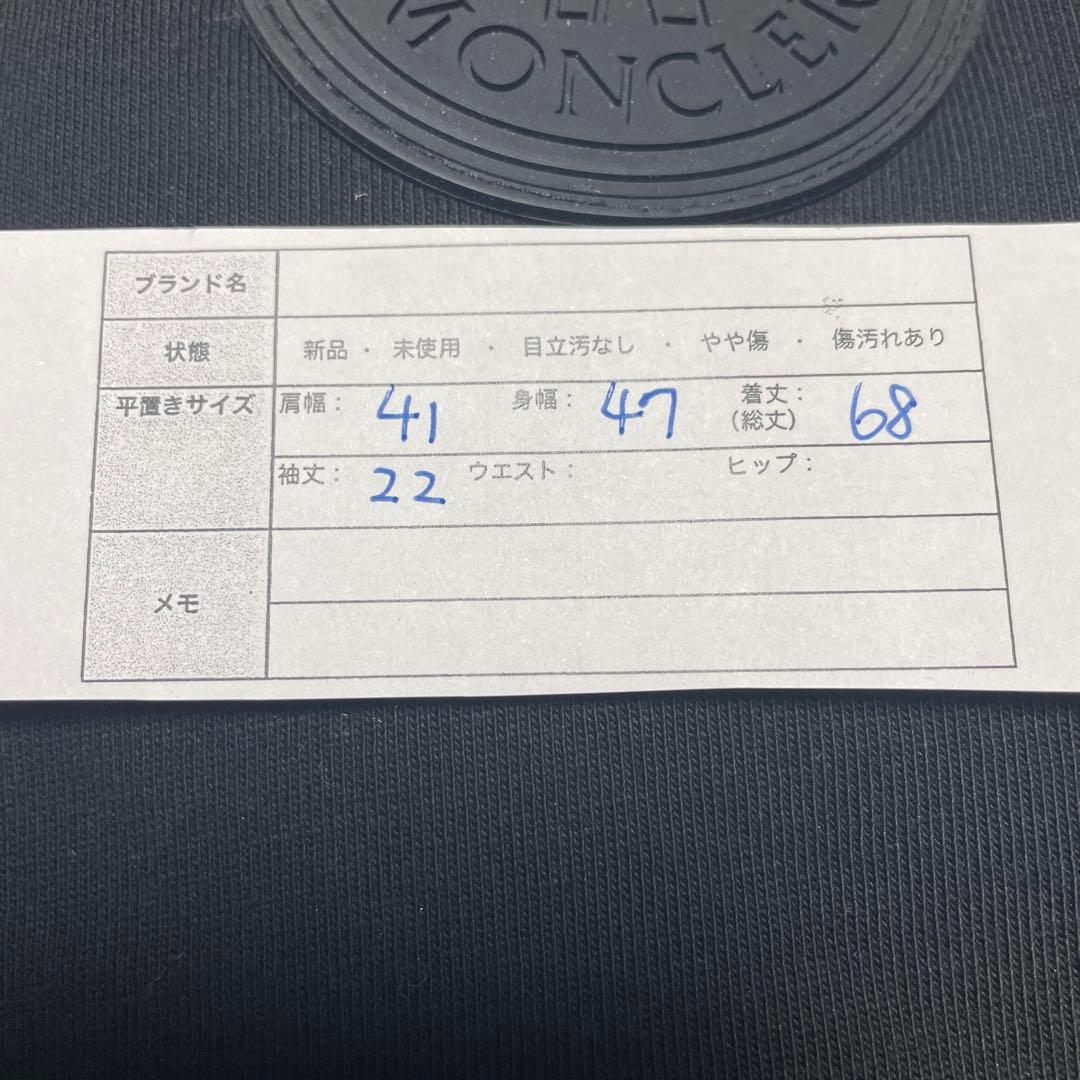 MONCLER
ブランド名
状態 新品 ・ 未使用 ・ 目立汚なし ・ やや傷 ・ 傷汚れあり
平置きサイズ 肩幅： 41 身幅： 47 着丈：(総丈) 68
袖丈： 22 ウエスト： ヒップ：
メモ